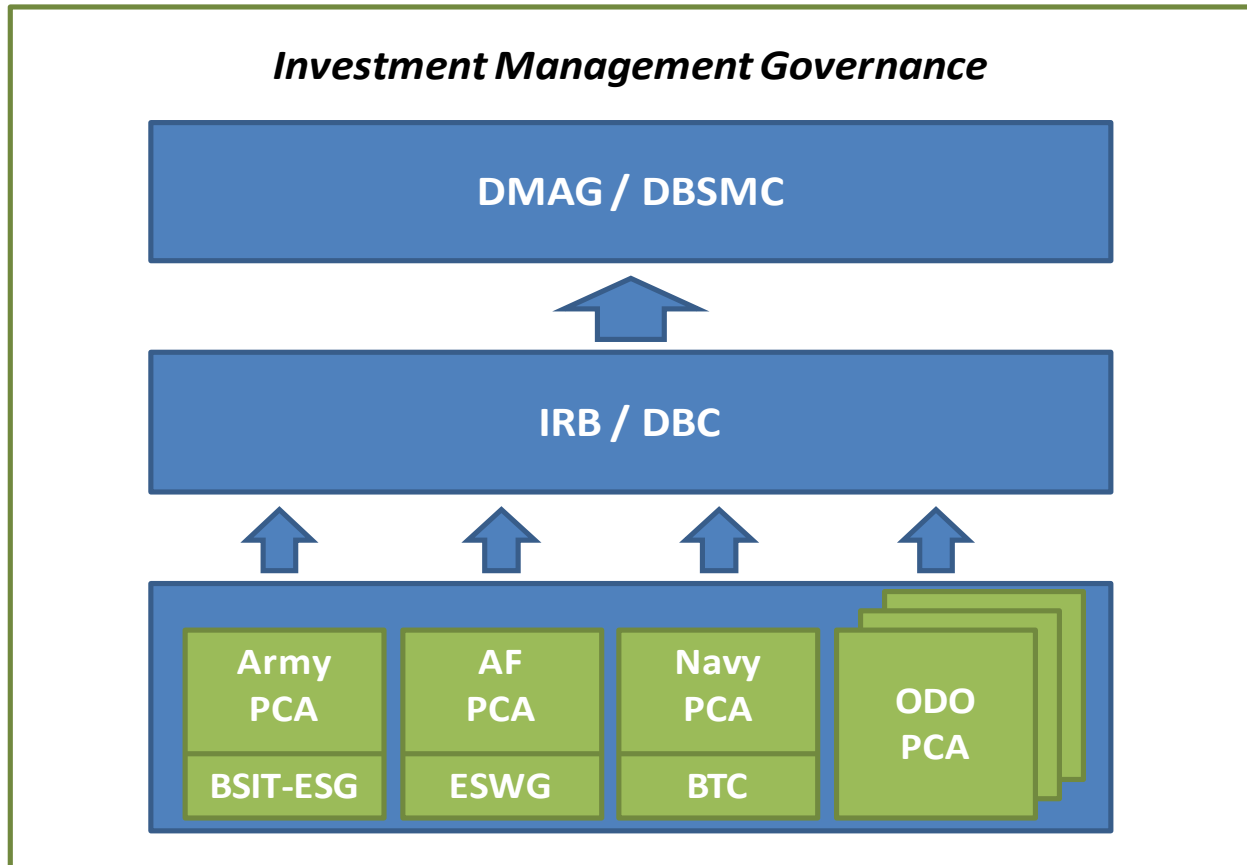 Investment Management Governance
DMAG / DBSMC
IRB / DBC
Army
PCA
BSIT-ESG
AF
PCA
ESWG
Navy
PCA
BTC
ODO
PCA